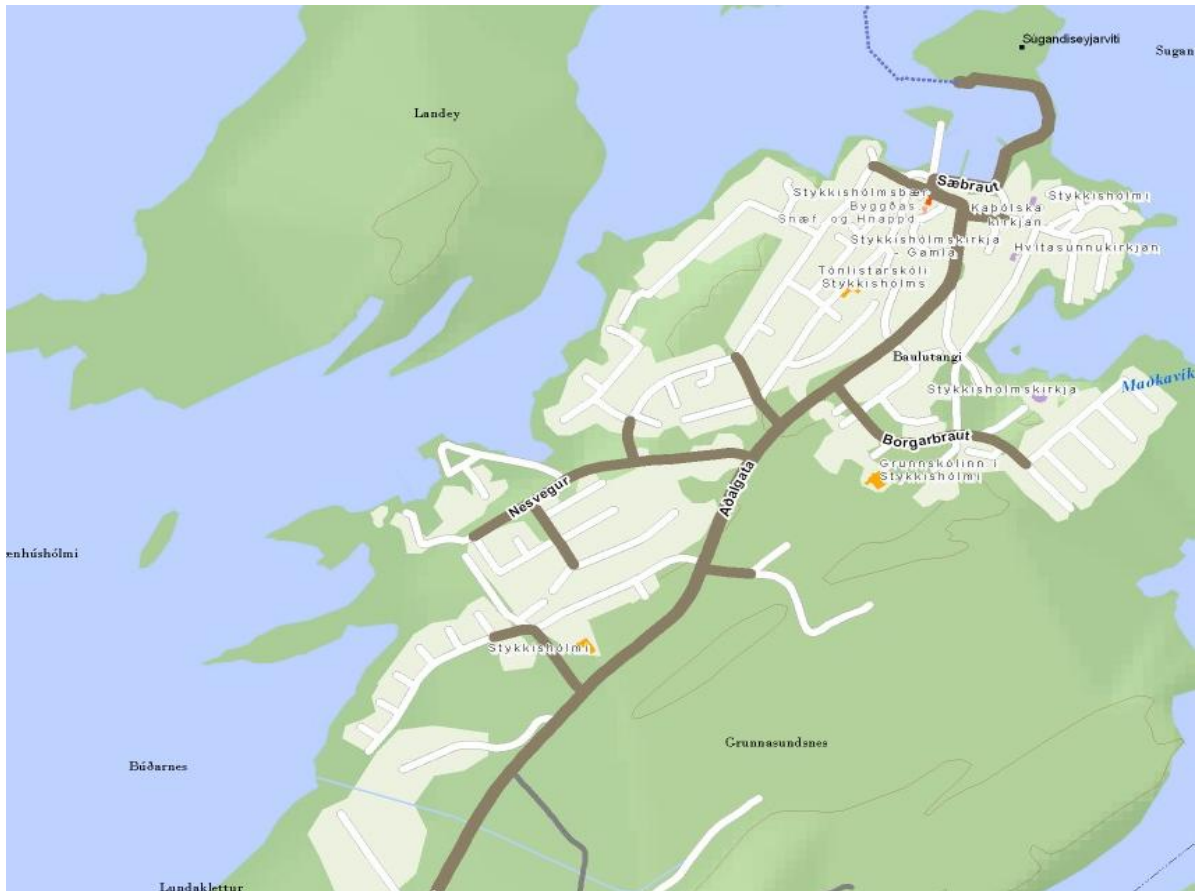 Súgandiseyjarviti
Sugan
Landey
Sæbraut
Stykkishólmsbær
Stykkishólmi
Byggðas
Snæf og Hnappd
Kaþólska
kirkjan
Stykkishólmskirkja
- Gamla
Hvítasunnukirkjan
Tónlistarskóli
Stykkishólms
Baulutangi
Stykkishólmskirkja
Maðkavík
Borgarbraut
Grunnskólinn í
Stykkishólmi
Aðalgata
Nesvegur
enhúshólmi
Stykkishólmi
Grunnasundsnes
Búðarnes
Lundaklettur